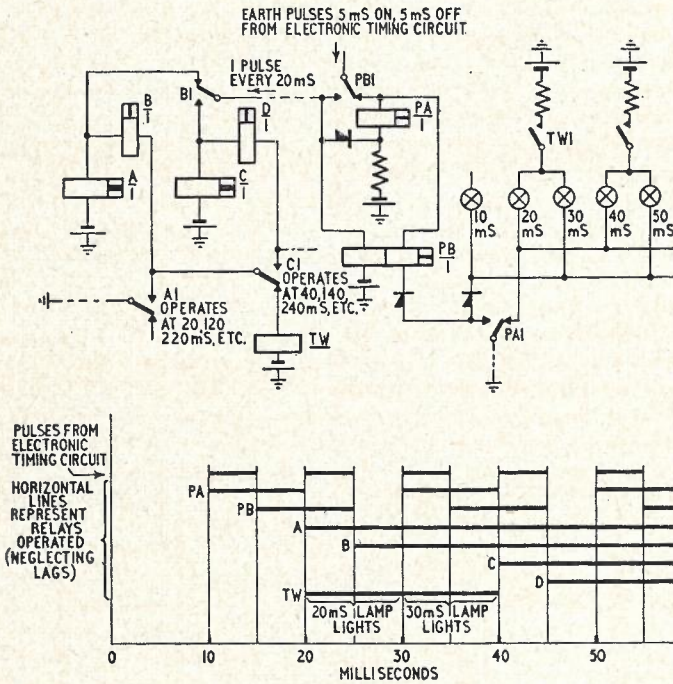 EARTH PULSES 5 mS ON, 5 mS OFF
FROM ELECTRONIC TIMING CIRCUIT
1 PULSE
EVERY 20 mS
PB1
B1
B
1
D
1
PA
1
A
1
C
1
TW1
10
mS
20
mS
30
mS
40
mS
50
mS
PB
1
C1
OPERATES
AT 40, 140,
240 mS, ETC.
A1
OPERATES
AT 20, 120
220 mS, ETC.
TW
PA1
PULSES FROM
ELECTRONIC
TIMING CIRCUIT
HORIZONTAL
LINES
REPRESENT
RELAYS
OPERATED
(NEGLECTING
LAGS)
PA
PB
A
B
C
D
TW
20mS LAMP
LIGHTS
30mS LAMP
LIGHTS
0
10
20
30
40
50
MILLISECONDS